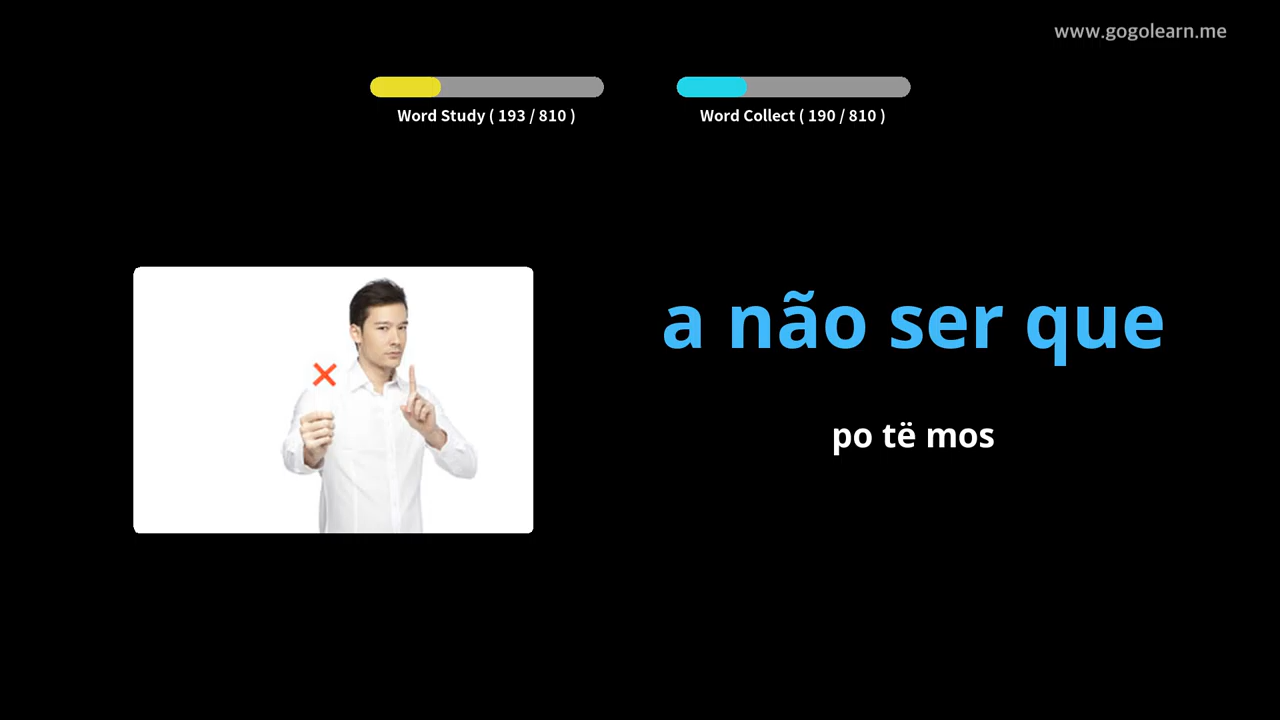 www.gogolearn.me
Word Study ( 193 / 810 )
Word Collect ( 190 / 810 )
a não ser que
po të mos